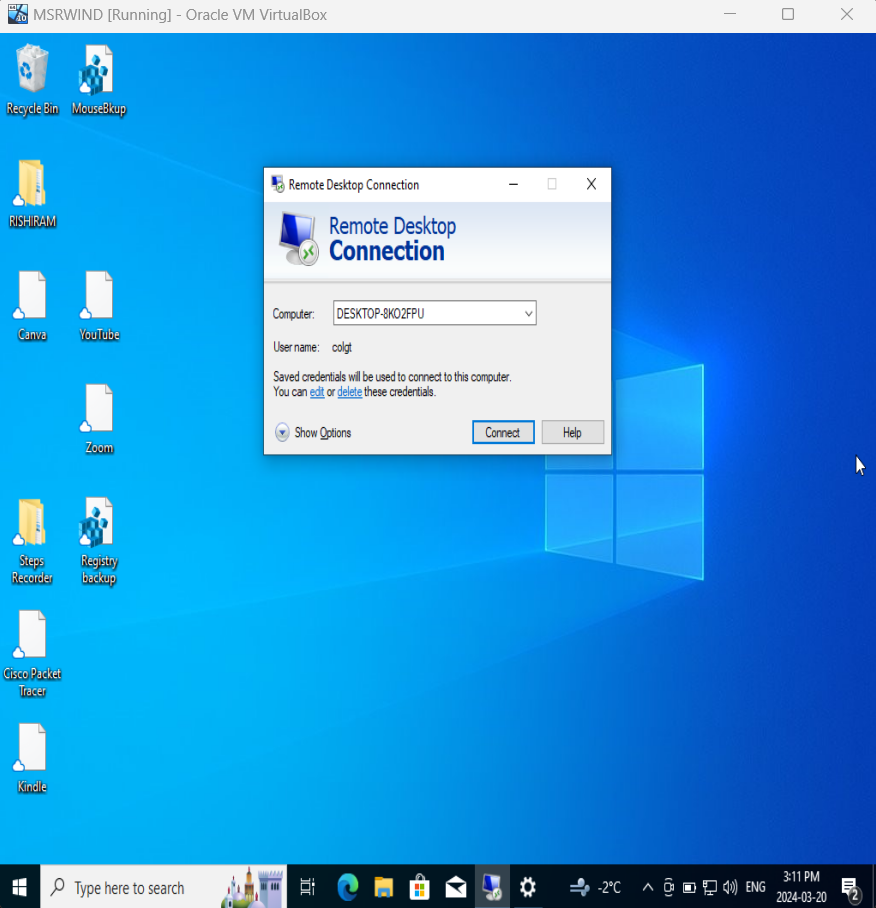 MSRWIND [Running] - Oracle VM VirtualBox
Recycle Bin
MouseBkup
RISHIRAM
Canva
YouTube
Zoom
Steps
Recorder
Registry
backup
Cisco Packet
Tracer
Kindle
Remote Desktop Connection
Remote Desktop
Connection
Computer: DESKTOP-8KO2FPU
User name: colgt
Saved credentials will be used to connect to this computer.
You can edit or delete these credentials.
Show Options
Connect
Help
Type here to search
-2°C
ENG
3:11 PM
2024-03-20
2